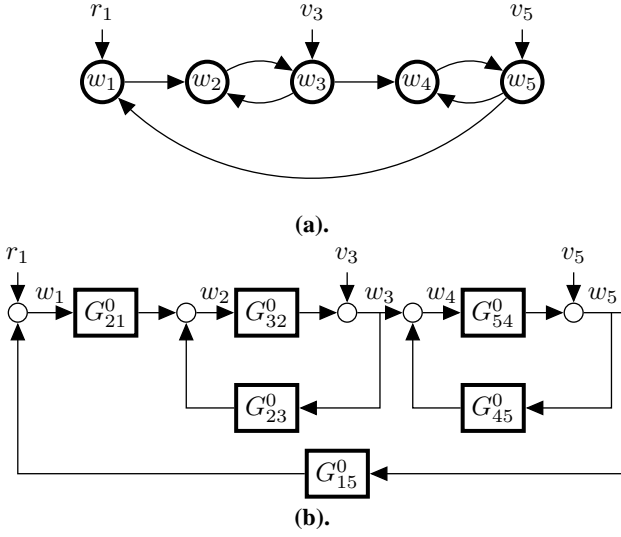 r1 v3 v5
w1 w2 w3 w4 w5
(a).
r1 v3 v5
w1 w2 w3 w4 w5
G⁰21 G⁰32 G⁰54
G⁰23 G⁰45
G⁰15
(b).